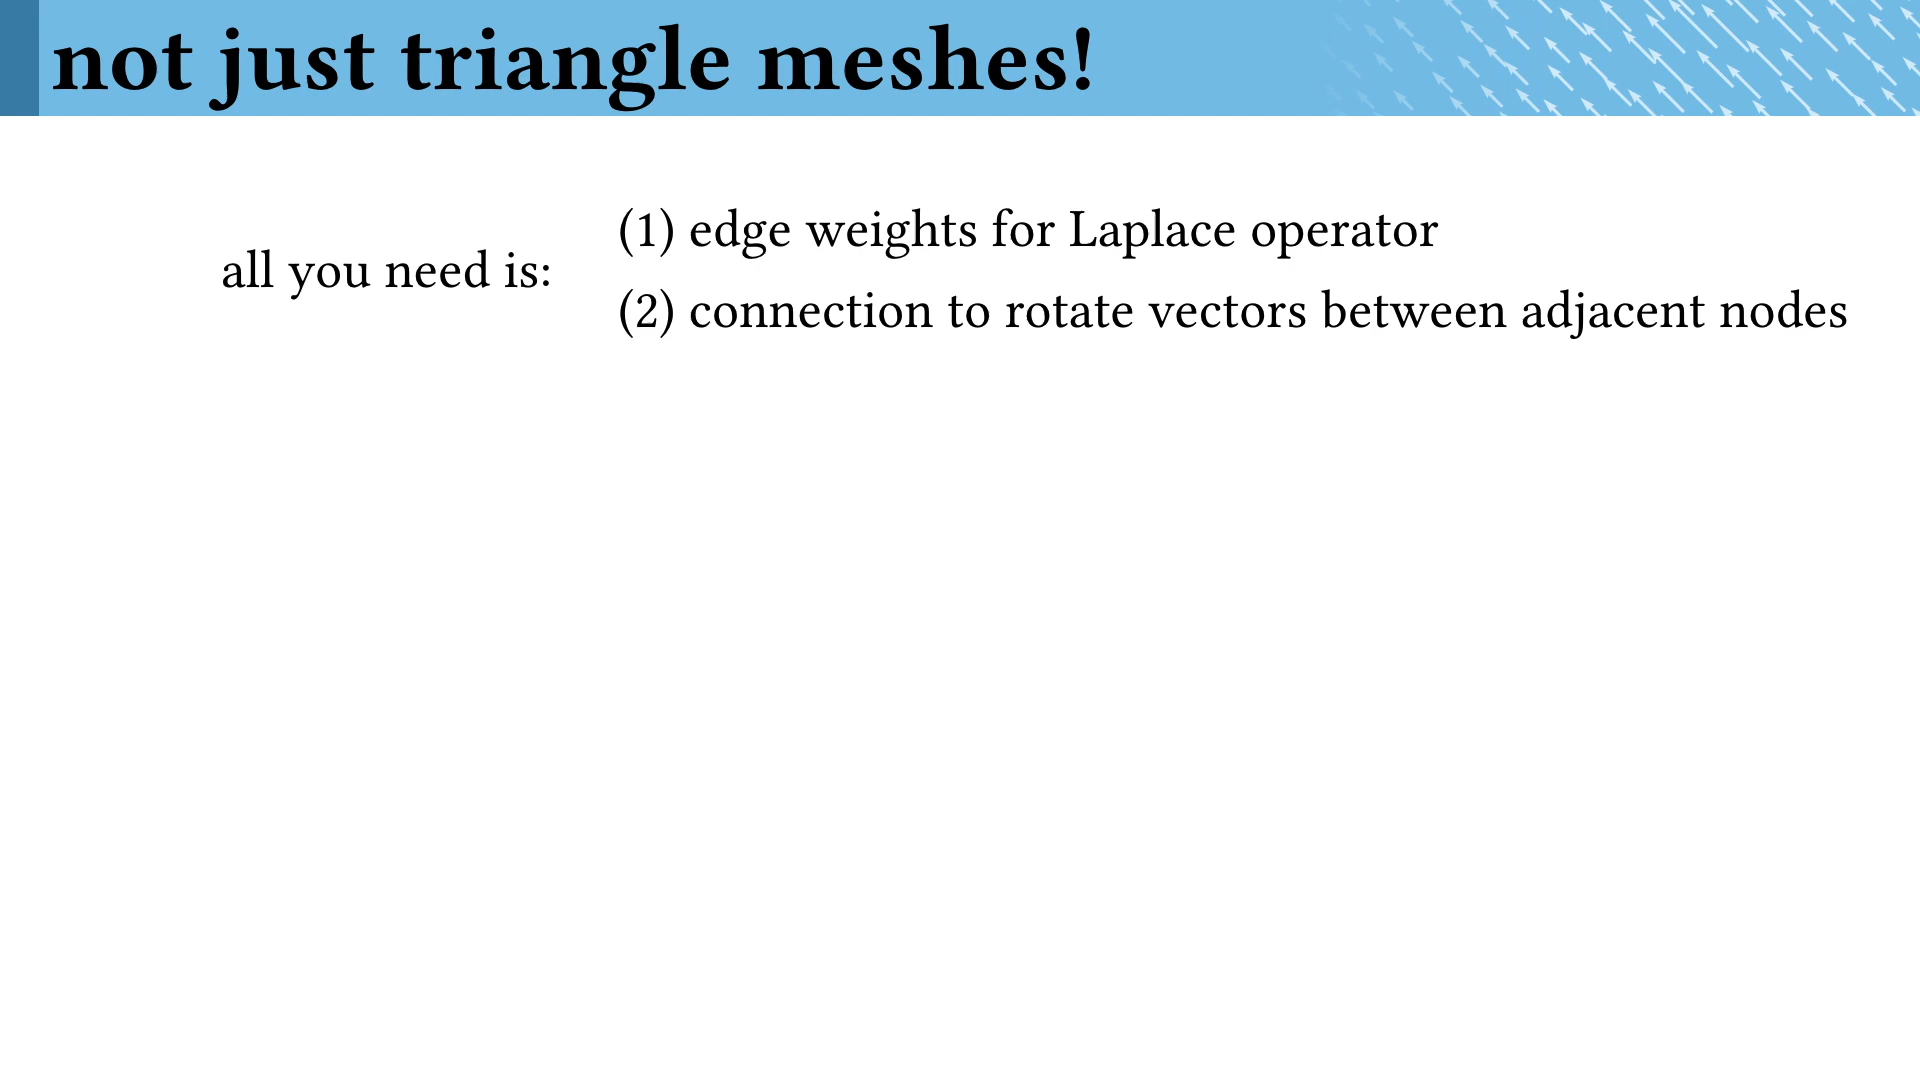 not just triangle meshes!
all you need is:
(1) edge weights for Laplace operator
(2) connection to rotate vectors between adjacent nodes